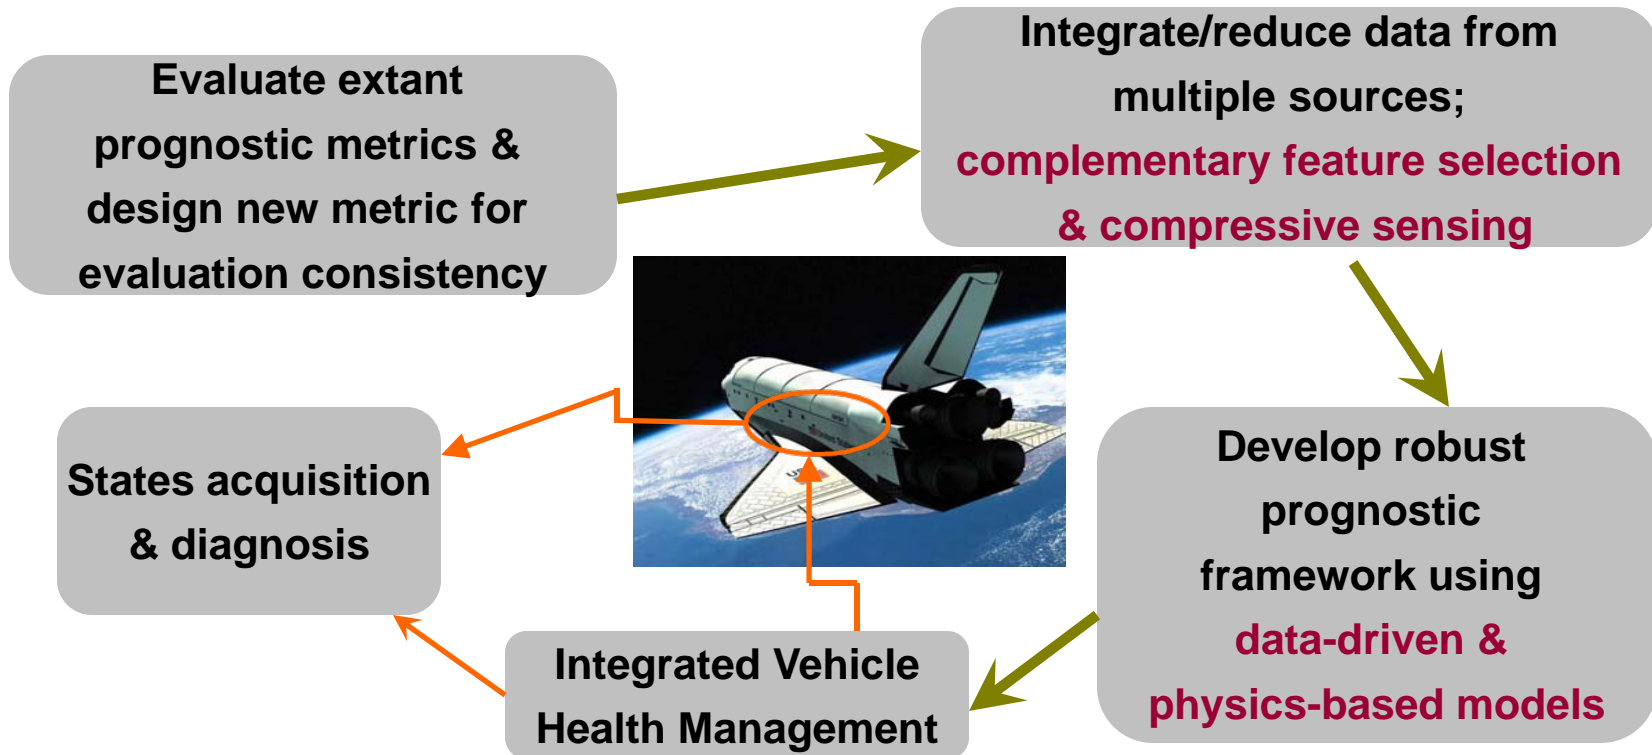 Evaluate extant
prognostic metrics &
design new metric for
evaluation consistency
Integrate/reduce data from
multiple sources;
complementary feature selection
& compressive sensing
States acquisition
& diagnosis
Develop robust
prognostic
framework using
data-driven &
physics-based models
Integrated Vehicle
Health Management